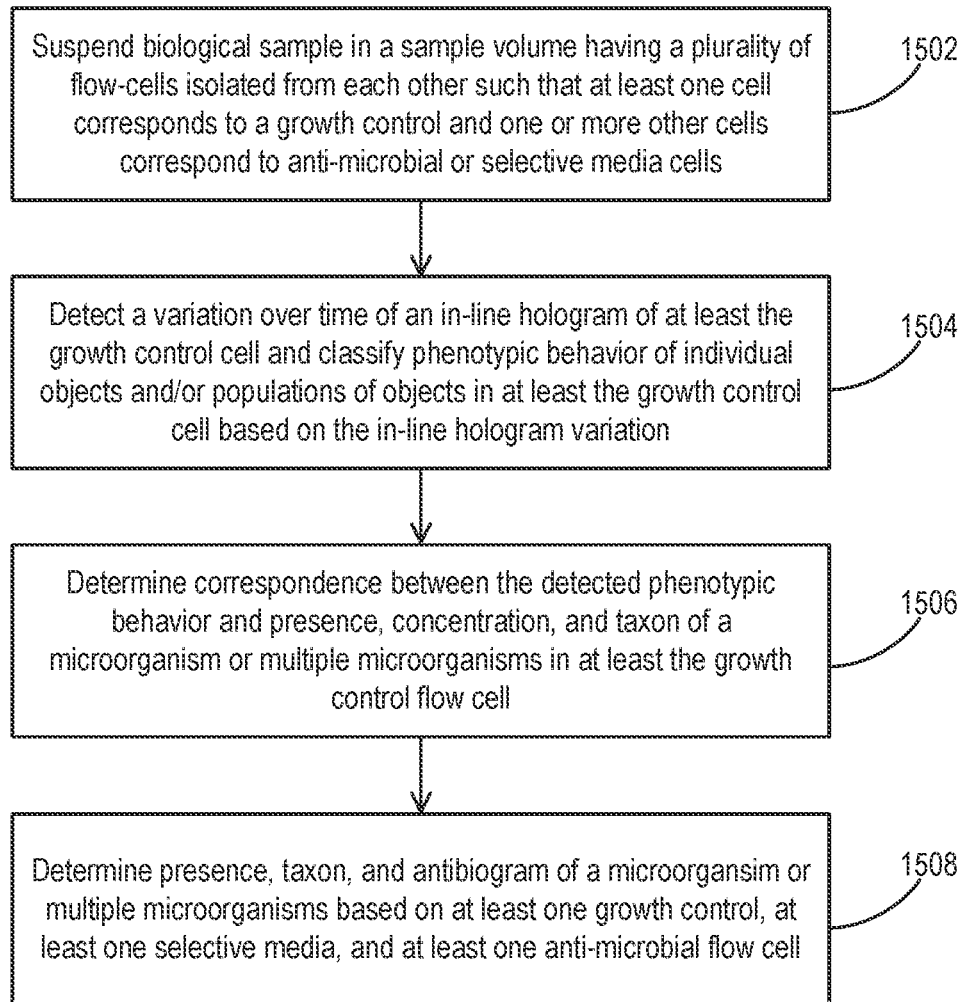 Suspend biological sample in a sample volume having a plurality of
flow-cells isolated from each other such that at least one cell
corresponds to a growth control and one or more other cells
correspond to anti-microbial or selective media cells
1502
Detect a variation over time of an in-line hologram of at least the
growth control cell and classify phenotypic behavior of individual
objects and/or populations of objects in at least the growth control
cell based on the in-line hologram variation
1504
Determine correspondence between the detected phenotypic
behavior and presence, concentration, and taxon of a
microorganism or multiple microorganisms in at least the growth
control flow cell
1506
Determine presence, taxon, and antibiogram of a microorgansim or
multiple microorganisms based on at least one growth control, at
least one selective media, and at least one anti-microbial flow cell
1508